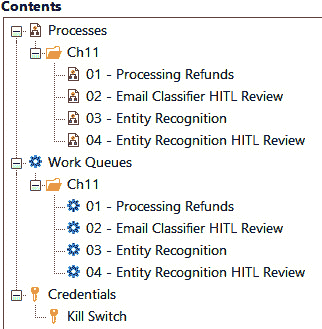 Contents
Processes
Ch11
01 - Processing Refunds
02 - Email Classifier HITL Review
03 - Entity Recognition
04 - Entity Recognition HITL Review
Work Queues
Ch11
01 - Processing Refunds
02 - Email Classifier HITL Review
03 - Entity Recognition
04 - Entity Recognition HITL Review
Credentials
Kill Switch